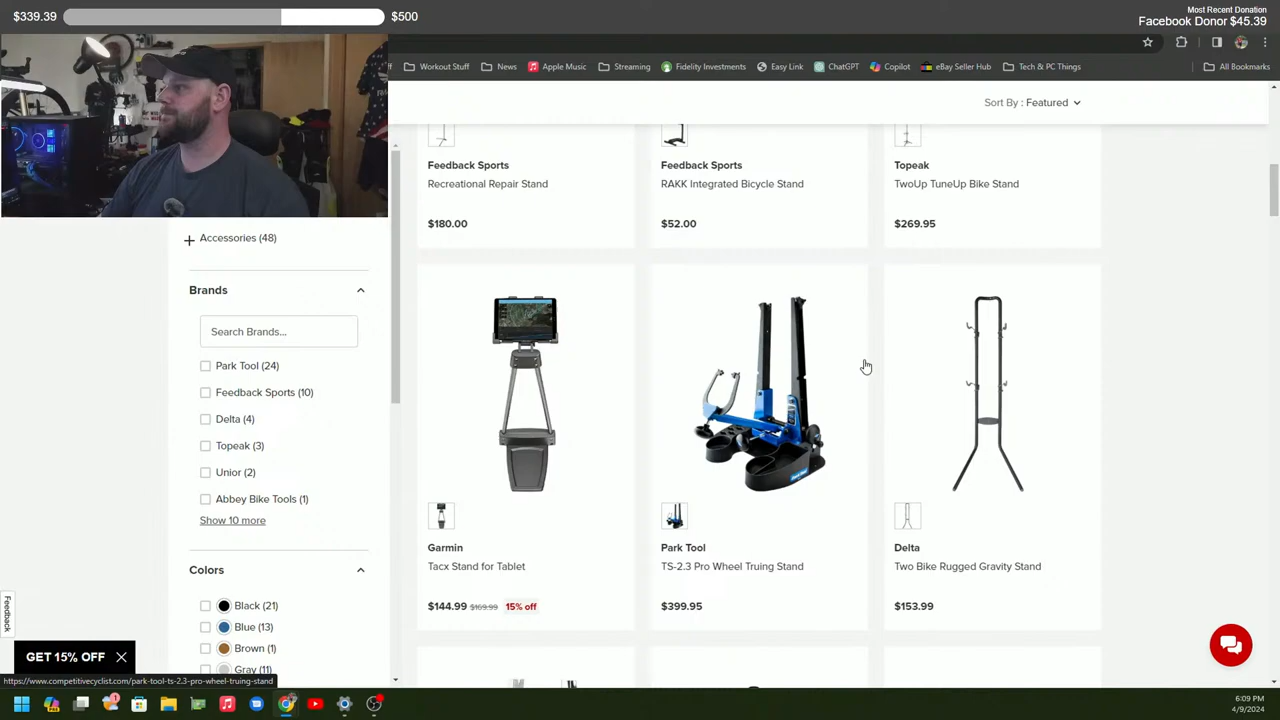 $339.39
$500
Most Recent Donation
Facebook Donor $45.39
Workout Stuff
News
Apple Music
Streaming
Fidelity Investments
Easy Link
ChatGPT
Copilot
eBay Seller Hub
Tech & PC Things
All Bookmarks
Sort By : Featured
Feedback Sports
Recreational Repair Stand
$180.00
Feedback Sports
RAKK Integrated Bicycle Stand
$52.00
Topeak
TwoUp TuneUp Bike Stand
$269.95
Accessories (48)
Brands
Search Brands...
Park Tool (24)
Feedback Sports (10)
Delta (4)
Topeak (3)
Unior (2)
Abbey Bike Tools (1)
Show 10 more
Colors
Black (21)
Blue (13)
Brown (1)
Gray (11)
Garmin
Tacx Stand for Tablet
$144.99 $169.99 15% off
Park Tool
TS-2.3 Pro Wheel Truing Stand
$399.95
Delta
Two Bike Rugged Gravity Stand
$153.99
Feedback
GET 15% OFF
https://www.competitivecyclist.com/park-tool-ts-2.3-pro-wheel-truing-stand
6:09 PM
4/9/2024